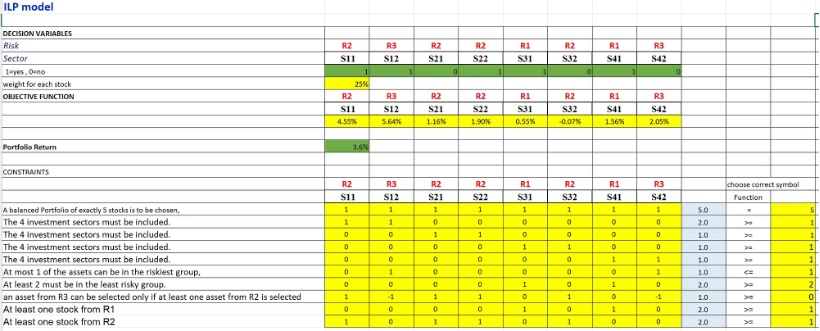 ILP model
DECISION VARIABLES
Risk R2 R3 R2 R2 R1 R2 R1 R3
Sector S11 S12 S21 S22 S31 S32 S41 S42
1=yes, 0=no 1 1 0 1 1 0 1 0
weight for each stock 25%
OBJECTIVE FUNCTION R2 R3 R2 R2 R1 R2 R1 R3
S11 S12 S21 S22 S31 S32 S41 S42
4.55% 5.64% 1.16% 1.90% 0.55% -0.07% 1.56% 2.05%
Portfolio Return 3.6%
CONSTRAINTS
R2 R3 R2 R2 R1 R2 R1 R3 choose correct symbol
S11 S12 S21 S22 S31 S32 S41 S42 Function
A balanced Portfolio of exactly 5 stocks is to be chosen, 1 1 1 1 1 1 1 1 5.0 = 5
The 4 investment sectors must be included. 1 1 0 0 0 0 0 0 2.0 >= 1
The 4 investment sectors must be included. 0 0 1 1 0 0 0 0 1.0 >= 1
The 4 investment sectors must be included. 0 0 0 0 1 1 0 0 1.0 >= 1
The 4 investment sectors must be included. 0 0 0 0 0 0 1 1 1.0 >= 1
At most 1 of the assets can be in the riskiest group, 0 1 0 0 0 0 0 1 1.0 <= 1
At least 2 must be in the least risky group. 0 0 0 0 1 0 1 0 2.0 >= 2
an asset from R3 can be selected only if at least one asset from R2 is selected 1 -1 1 1 0 1 0 -1 1.0 >= 0
At least one stock from R1 0 0 0 0 1 0 1 0 2.0 >= 1
At least one stock from R2 1 0 1 1 0 1 0 0 2.0 >= 1